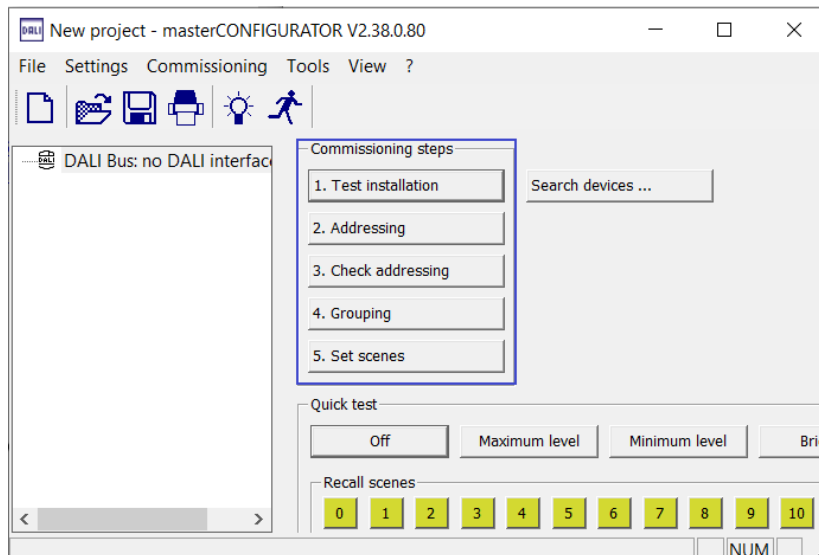 DALI New project - masterCONFIGURATOR V2.38.0.80
File Settings Commissioning Tools View ?
DALI DALI Bus: no DALI interfac
Commissioning steps
1. Test installation
Search devices ...
2. Addressing
3. Check addressing
4. Grouping
5. Set scenes
Quick test
Off Maximum level Minimum level Bri
Recall scenes
0 1 2 3 4 5 6 7 8 9 10
NUM